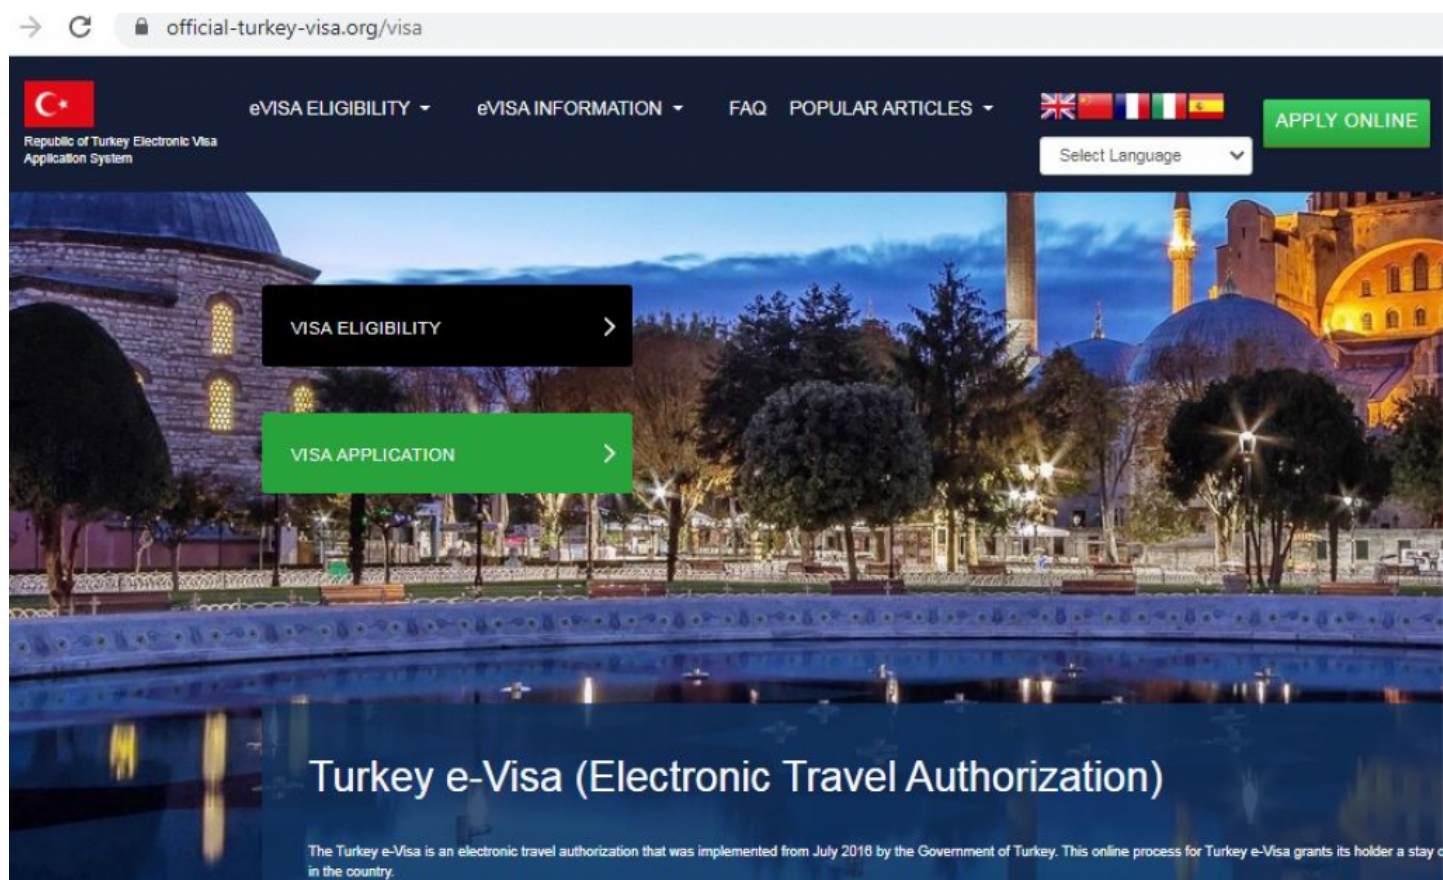 official-turkey-visa.org/visa
eVISA ELIGIBILITY
eVISA INFORMATION
FAQ
POPULAR ARTICLES
APPLY ONLINE
Republic of Turkey Electronic Visa
Application System
Select Language
VISA ELIGIBILITY
VISA APPLICATION
Turkey e-Visa (Electronic Travel Authorization)
The Turkey e-Visa is an electronic travel authorization that was implemented from July 2016 by the Government of Turkey. This online process for Turkey e-Visa grants its holder a stay
in the country.